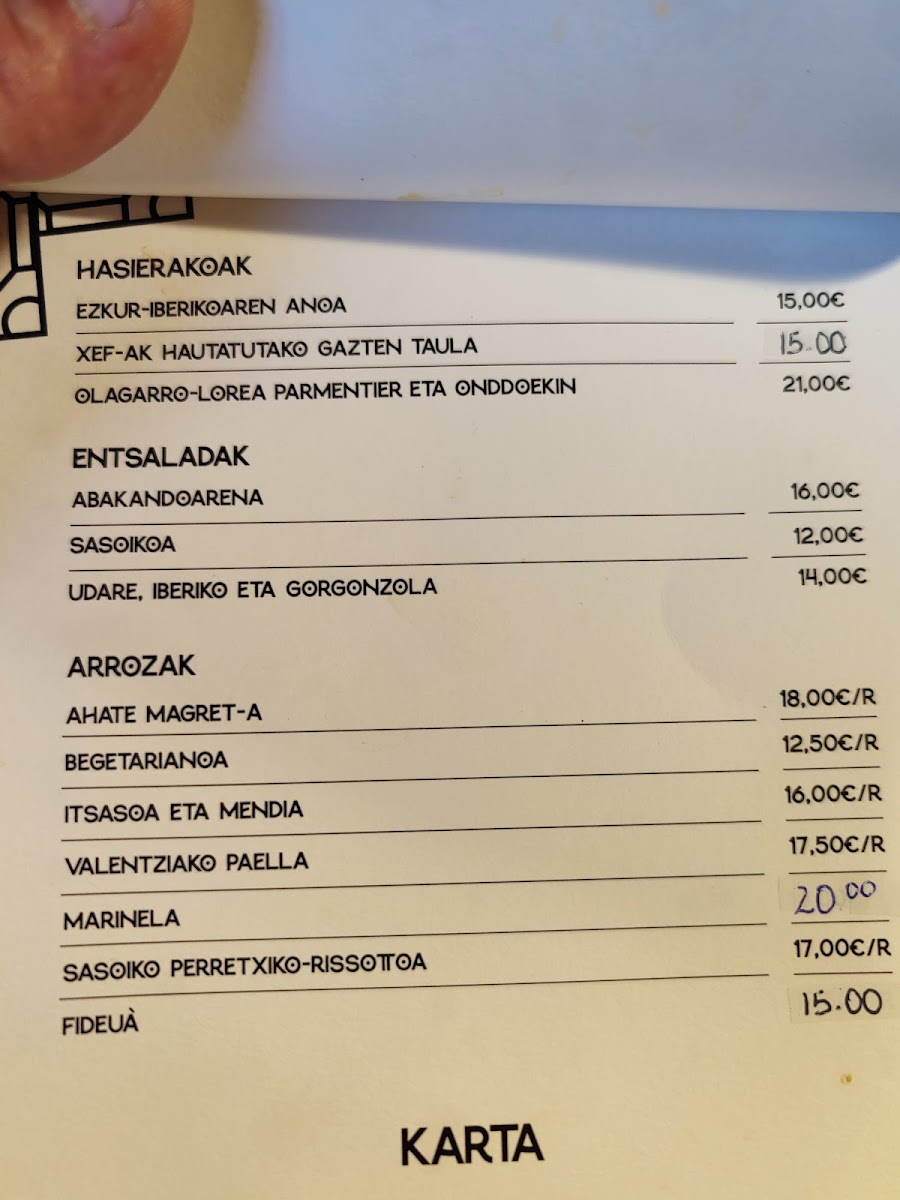 HASIERAKOAK
EZKUR-IBERIKOAREN ANOA 15,00€
XEF-AK HAUTATUTAKO GAZTEN TAULA 15.00
OLAGARRO-LOREA PARMENTIER ETA ONDDOEKIN 21,00€
ENTSALADAK
ABAKANDOARENA 16,00€
SASOIKOA 12,00€
UDARE, IBERIKO ETA GORGONZOLA 14,00€
ARROZAK
AHATE MAGRET-A 18,00€/R
BEGETARIANOA 12,50€/R
ITSASOA ETA MENDIA 16,00€/R
VALENTZIAKO PAELLA 17,50€/R
MARINELA 20.00
SASOIKO PERRETXIKO-RISSOTTOA 17,00€/R
FIDEUÀ 15.00
KARTA